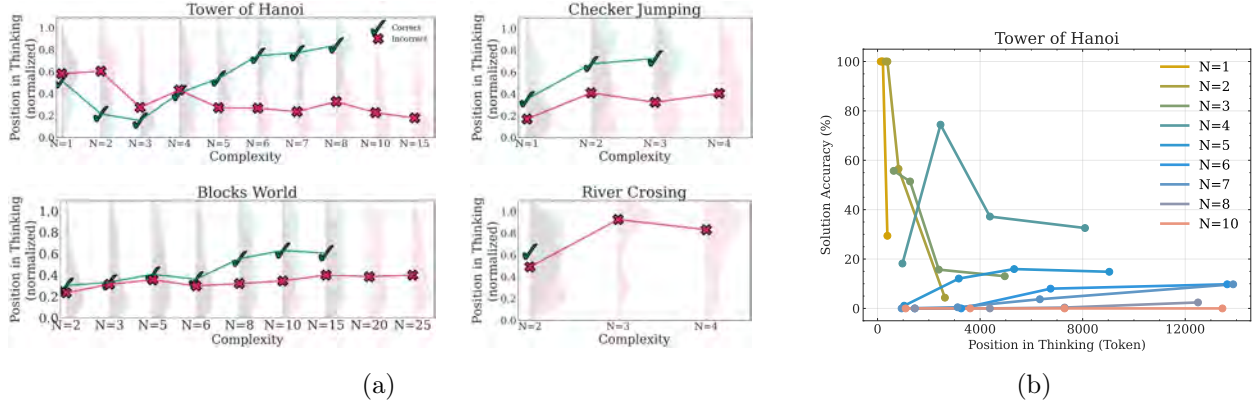 Tower of Hanoi
Position in Thinking
(normalized)
1.0
0.8
0.6
0.4
0.2
0.0
Correct
Incorrect
N=1 N=2 N=3 N=4 N=5 N=6 N=7 N=8 N=10 N=15
Complexity
Checker Jumping
Position in Thinking
(normalized)
1.0
0.8
0.6
0.4
0.2
0.0
N=1 N=2 N=3 N=4
Complexity
Blocks World
Position in Thinking
(normalized)
1.0
0.8
0.6
0.4
0.2
0.0
N=2 N=3 N=5 N=6 N=8 N=10 N=15 N=20 N=25
Complexity
River Crosing
Position in Thinking
(normalized)
1.0
0.8
0.6
0.4
0.2
0.0
N=2 N=3 N=4
Complexity
(a)
Tower of Hanoi
Solution Accuracy (%)
100
80
60
40
20
0
N=1
N=2
N=3
N=4
N=5
N=6
N=7
N=8
N=10
0 4000 8000 12000
Position in Thinking (Token)
(b)